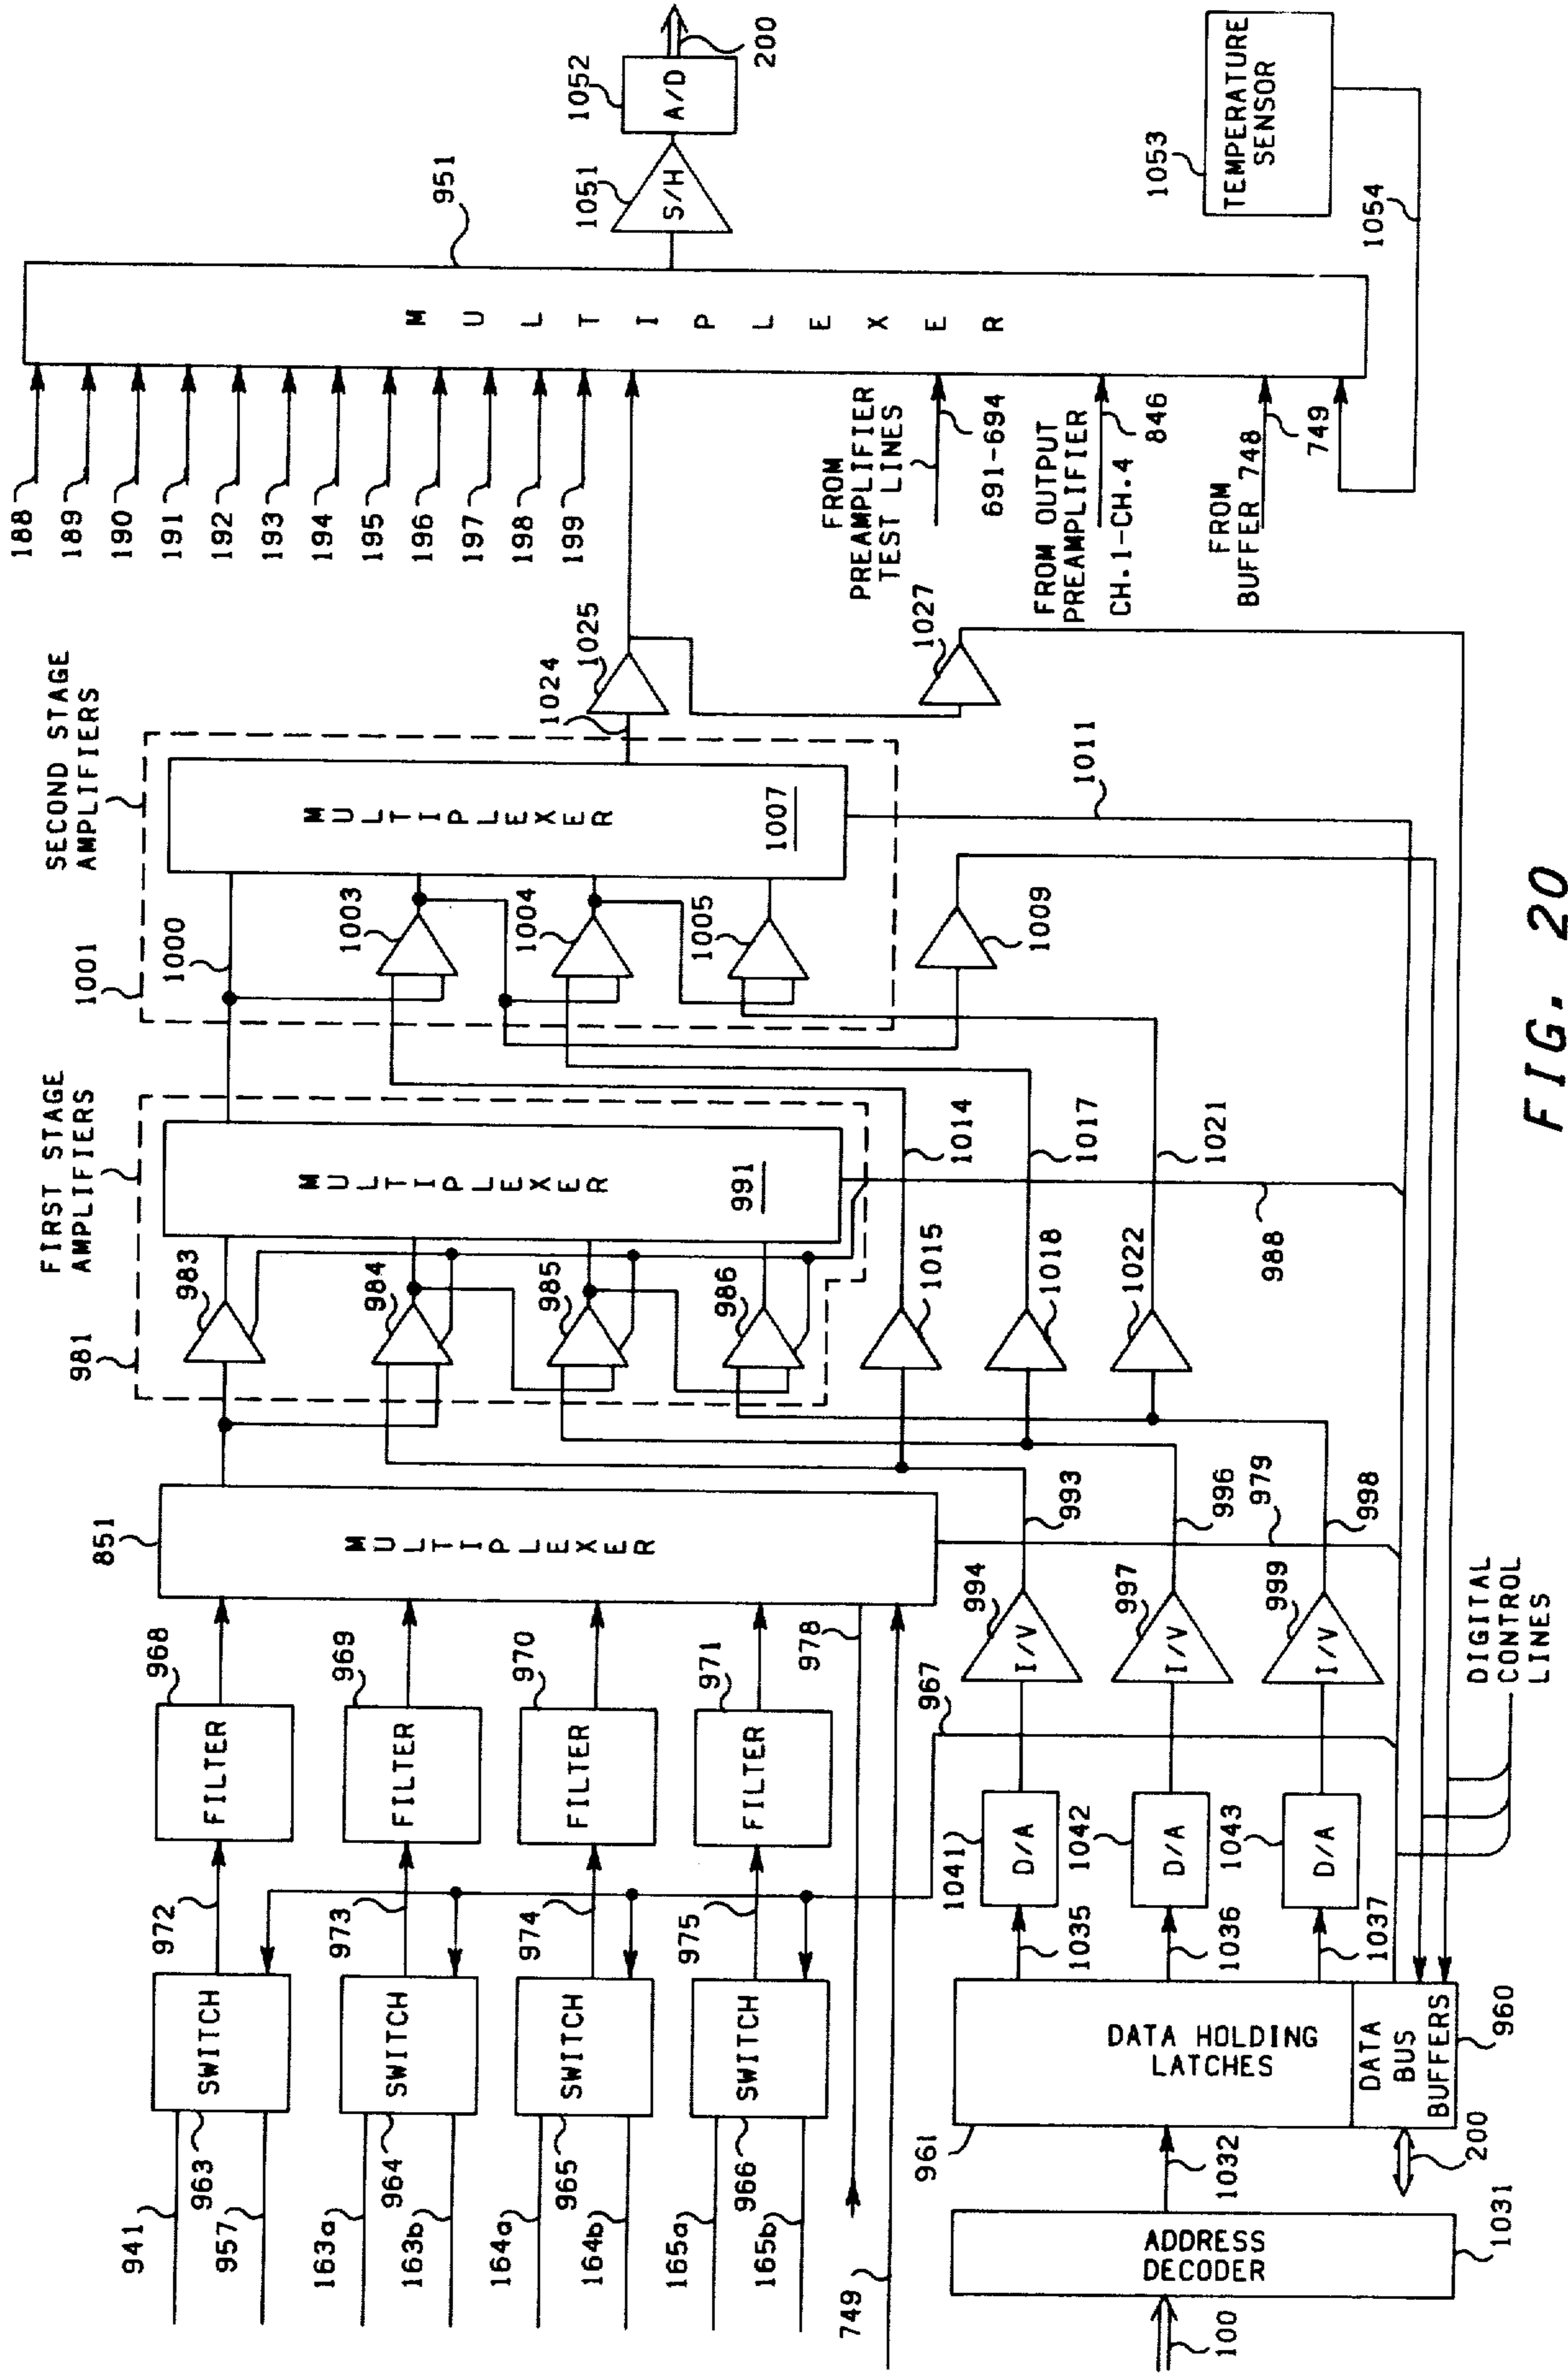 188
189
190
191
192
193
194
195
196
197
198
199
951
MULTIPLEXER
1051
S/H
1052
A/D
200
FROM
PREAMPLIFIER
TEST LINES
691-694
FROM OUTPUT
PREAMPLIFIER
CH.1-CH.4
846
FROM
BUFFER 748
749
1053
TEMPERATURE
SENSOR
1054
SECOND STAGE
AMPLIFIERS
1001
1000
1003
1004
1005
MULTIPLEXER
1007
1024
1025
1027
1009
1011
FIRST STAGE
AMPLIFIERS
981
983
984
985
986
MULTIPLEXER
991
1014
1015
1017
1018
1021
1022
988
851
MULTIPLEXER
968
FILTER
969
FILTER
970
FILTER
971
FILTER
978
967
994
I/V
993
997
I/V
996
999
I/V
998
979
972
973
974
975
SWITCH
SWITCH
SWITCH
SWITCH
941
963
957
163a
964
163b
164a
965
164b
165a
966
165b
749
1041
D/A
1042
D/A
1043
D/A
1035
1036
1037
DIGITAL
CONTROL
LINES
961
DATA HOLDING
LATCHES
DATA
BUS
BUFFERS
960
200
1032
ADDRESS
DECODER
1031
100
FIG. 20